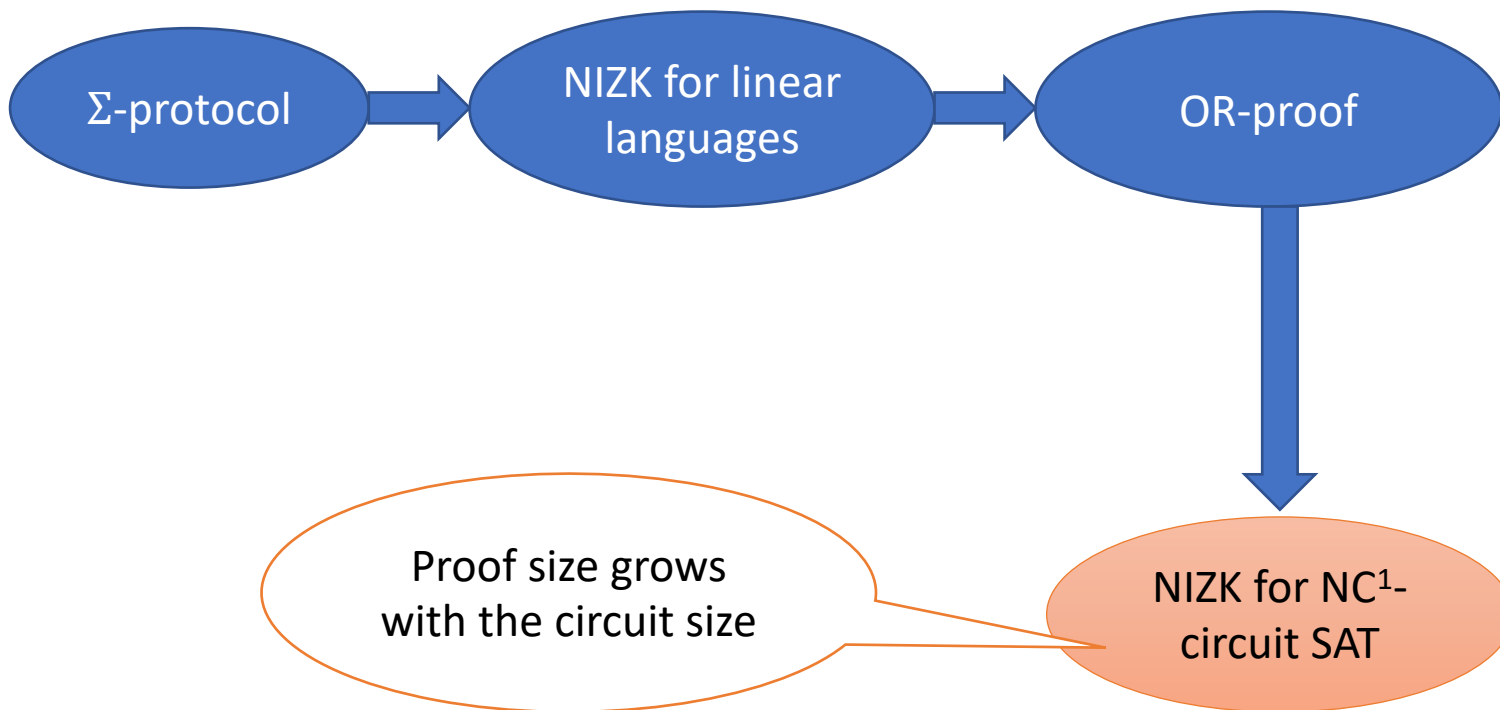 Σ-protocol
NIZK for linear
languages
OR-proof
Proof size grows
with the circuit size
NIZK for NC¹-
circuit SAT